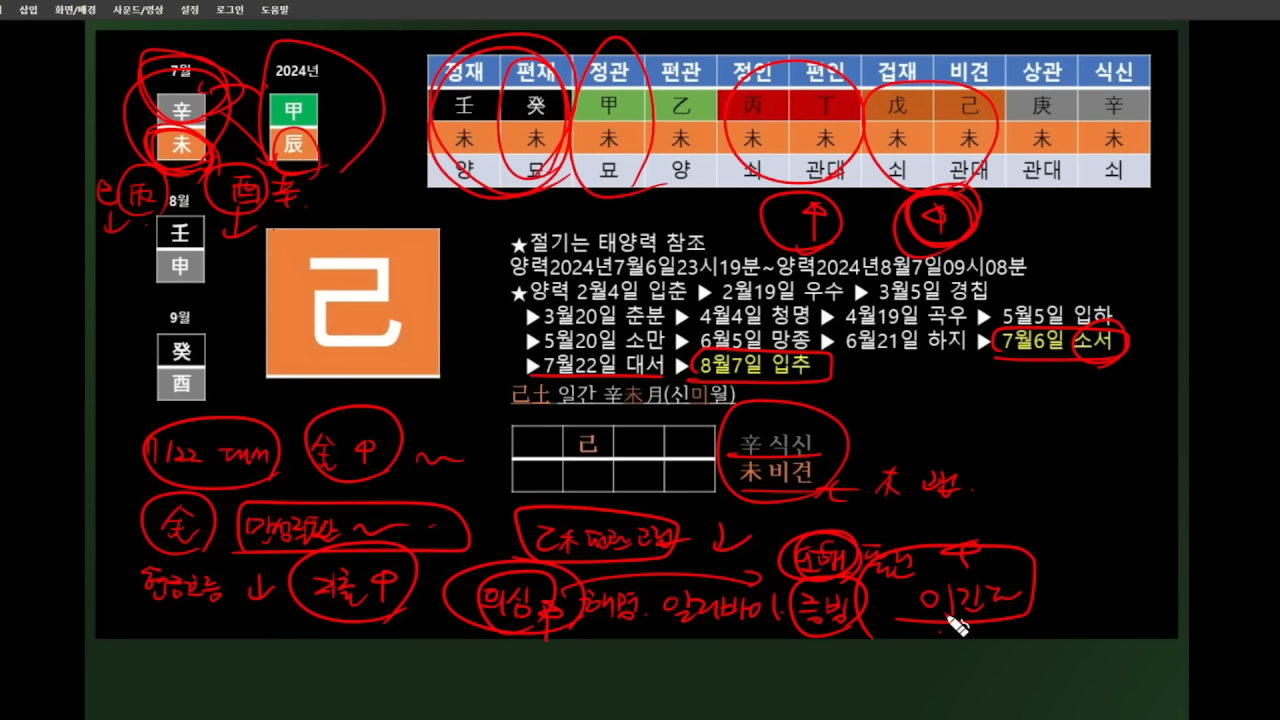 삽입 화면/배경 사운드/영상 설정 로그인 도움말
7월
辛
未
2024년
甲
辰
8월
壬
申
9월
癸
酉
己
정재 편재 정관 편관 정인 편인 겁재 비견 상관 식신
壬 癸 甲 乙 丙 丁 戊 己 庚 辛
未 未 未 未 未 未 未 未 未 未
양 묘 묘 양 쇠 관대 쇠 관대 관대 쇠
酉 辛
★절기는 태양력 참조
양력2024년7월6일23시19분~양력2024년8월7일09시08분
★양력 2월4일 입춘 ▶ 2월19일 우수 ▶ 3월5일 경칩
▶3월20일 춘분 ▶ 4월4일 청명 ▶ 4월19일 곡우 ▶ 5월5일 입하
▶5월20일 소만 ▶ 6월5일 망종 ▶ 6월21일 하지 ▶ 7월6일 소서
▶7월22일 대서 ▶ 8월7일 입추
己土 일간 辛未月(신미월)
己
辛 식신
未 비견
金
金
지출
의심 해명. 알리바이. 증빙
이간